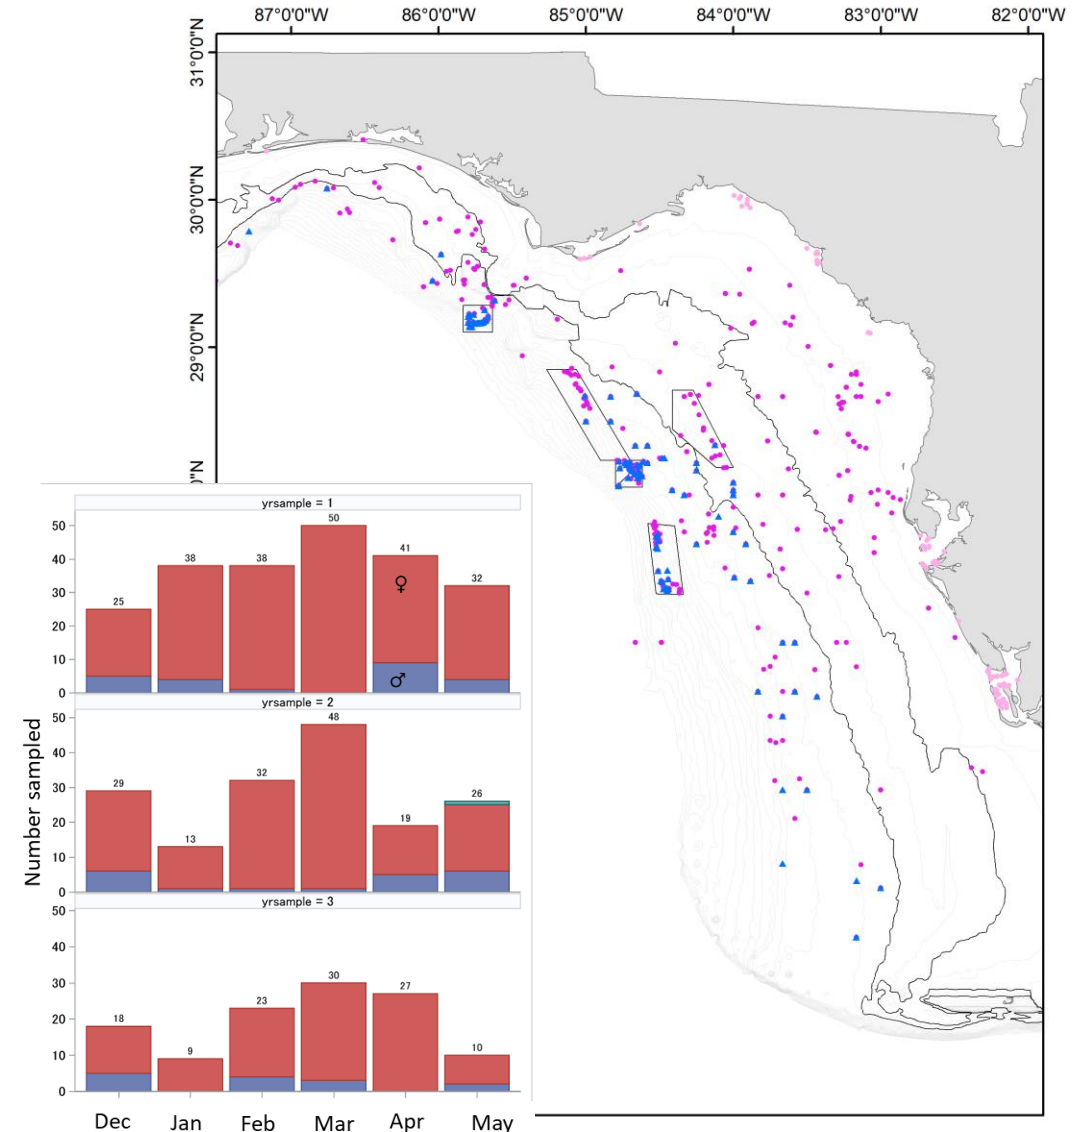 87°0'0"W 86°0'0"W 85°0'0"W 84°0'0"W 83°0'0"W 82°0'0"W
31°0'0"N
30°0'0"N
29°0'0"N
0"N
Number sampled
yrsample = 1
50
40
30
20
10
0
25 38 38 50 41 32
♀
♂
yrsample = 2
50
40
30
20
10
0
29 13 32 48 19 26
yrsample = 3
50
40
30
20
10
0
18 9 23 30 27 10
Dec Jan Feb Mar Apr May